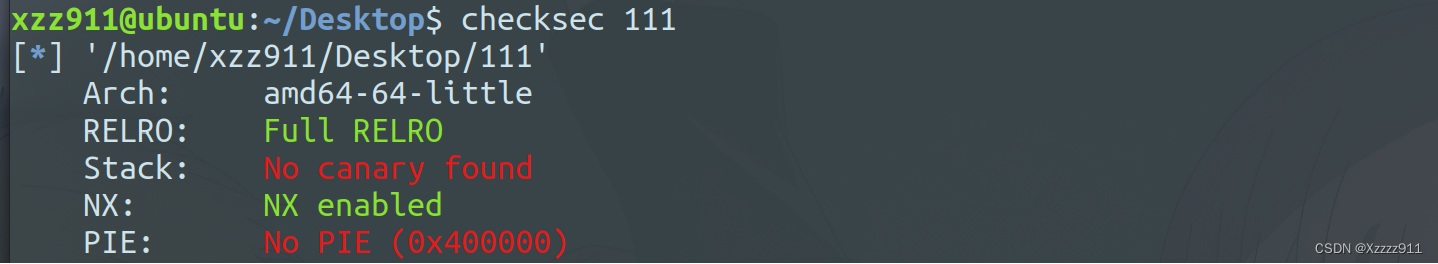 xzz911@ubuntu:~/Desktop$ checksec 111
[*] '/home/xzz911/Desktop/111'
Arch: amd64-64-little
RELRO: Full RELRO
Stack: No canary found
NX: NX enabled
PIE: No PIE (0x400000)
CSDN @Xzzzz911